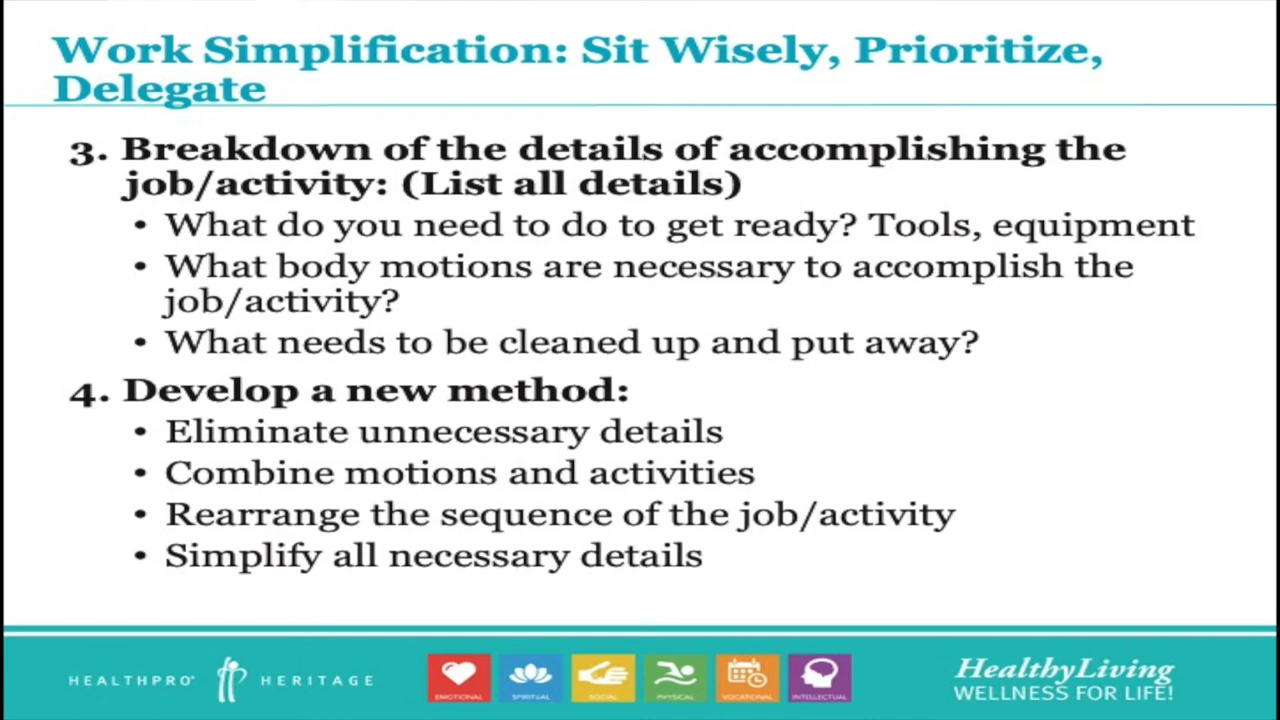 Work Simplification: Sit Wisely, Prioritize,
Delegate
3. Breakdown of the details of accomplishing the
job/activity: (List all details)
• What do you need to do to get ready? Tools, equipment
• What body motions are necessary to accomplish the
job/activity?
• What needs to be cleaned up and put away?
4. Develop a new method:
• Eliminate unnecessary details
• Combine motions and activities
• Rearrange the sequence of the job/activity
• Simplify all necessary details
HEALTHPRO® HERITAGE
EMOTIONAL SPIRITUAL SOCIAL PHYSICAL VOCATIONAL INTELLECTUAL
HealthyLiving
WELLNESS FOR LIFE!